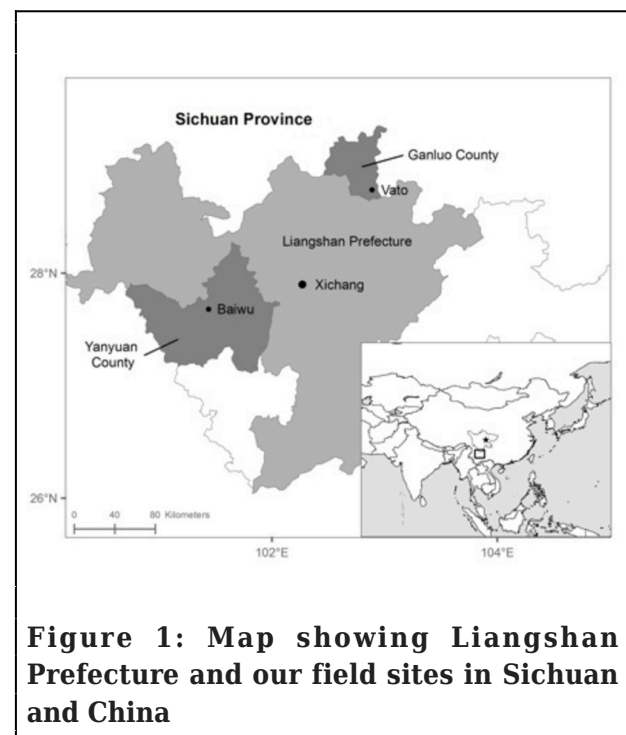 Sichuan Province
Ganluo County
Vato
Liangshan Prefecture
28°N
Xichang
Baiwu
Yanyuan
County
26°N
0 40 80 Kilometers
102°E
104°E
Figure 1: Map showing Liangshan
Prefecture and our field sites in Sichuan
and China